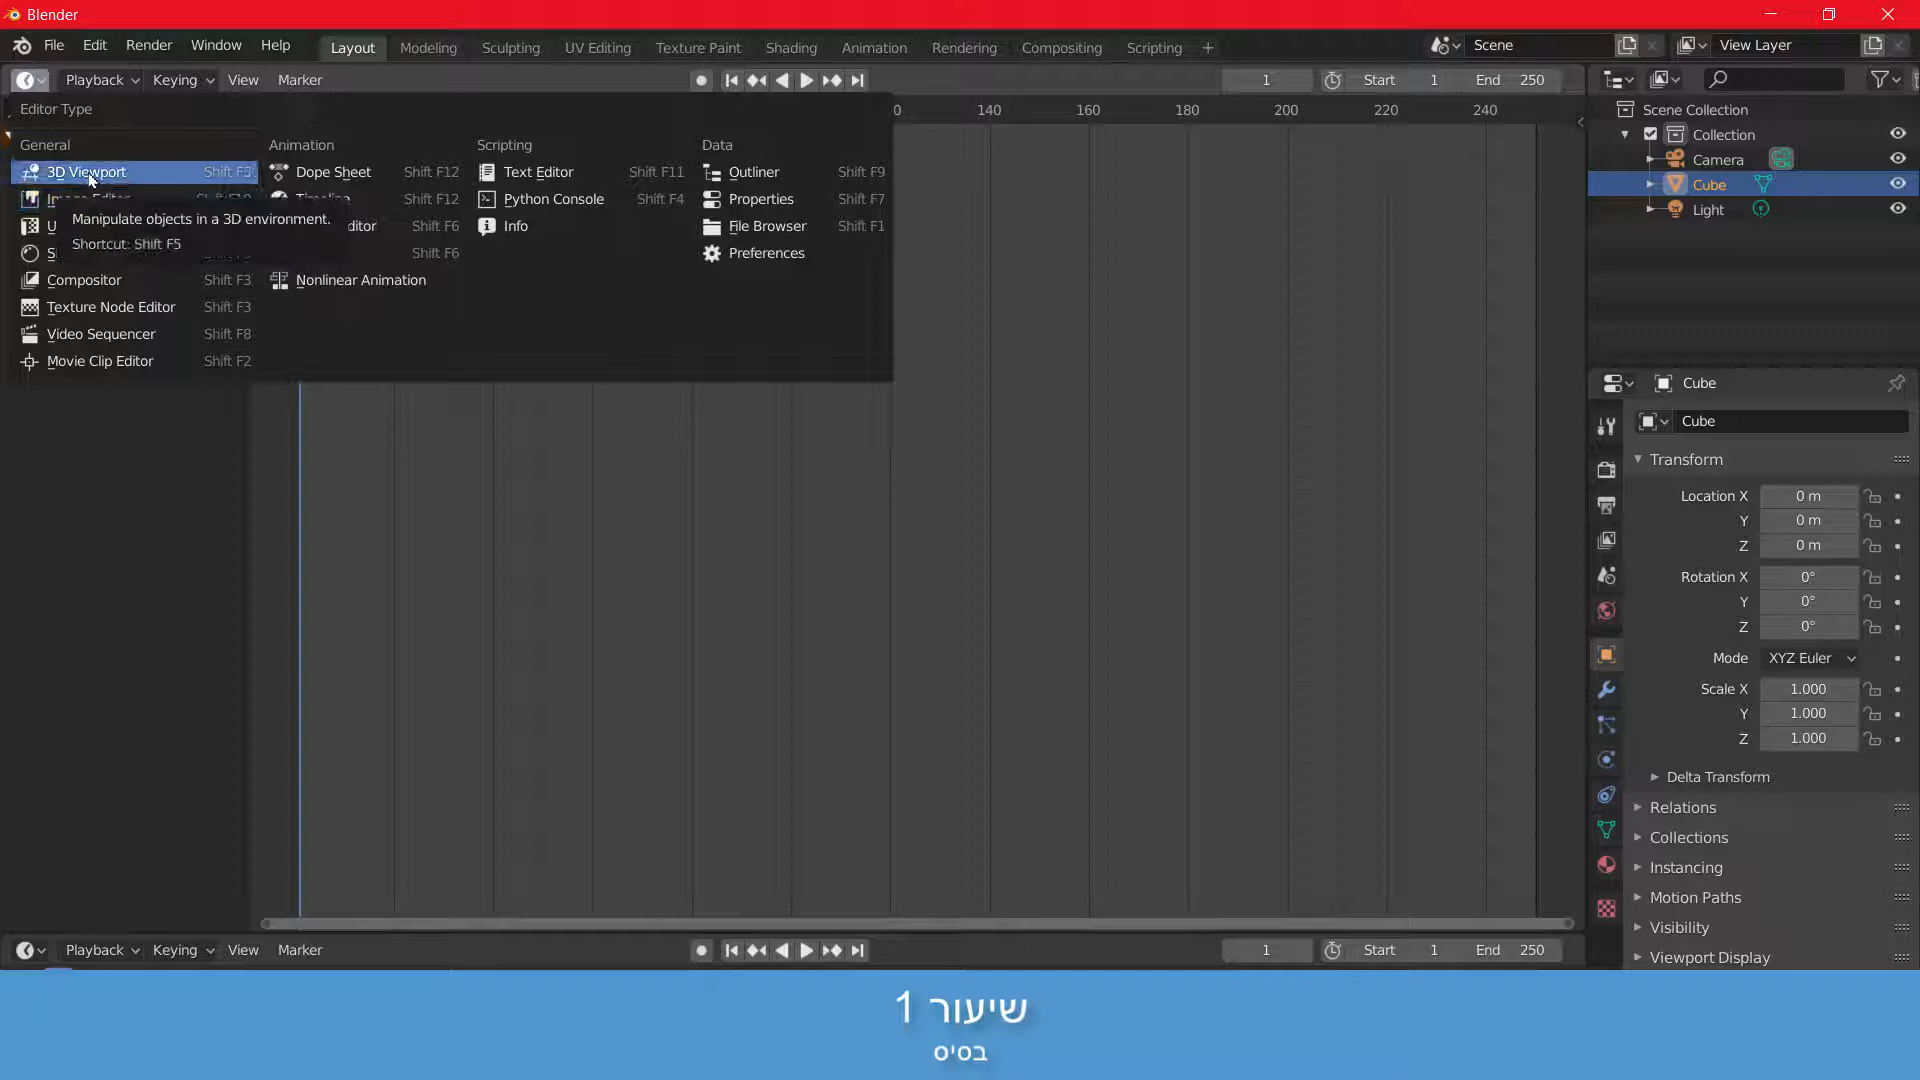 Blender
File Edit Render Window Help Layout Modeling Sculpting UV Editing Texture Paint Shading Animation Rendering Compositing Scripting Scene View Layer
Playback Keying View Marker 1 Start 1 End 250
Editor Type
0 140 160 180 200 220 240
General Animation Scripting Data
3D Viewport Shift F5 Dope Sheet Shift F12 Text Editor Shift F11 Outliner Shift F9
Shift F12 Python Console Shift F4 Properties Shift F7
Manipulate objects in a 3D environment.
Shortcut: Shift F5
Shift F6 Info File Browser Shift F1
Shift F6 Preferences
Compositor Shift F3 Nonlinear Animation
Texture Node Editor Shift F3
Video Sequencer Shift F8
Movie Clip Editor Shift F2
Scene Collection
Collection
Camera
Cube
Light
Cube
Cube
Transform
Location X 0 m
Y 0 m
Z 0 m
Rotation X 0°
Y 0°
Z 0°
Mode XYZ Euler
Scale X 1.000
Y 1.000
Z 1.000
Delta Transform
Relations
Collections
Instancing
Motion Paths
Visibility
Viewport Display
Playback Keying View Marker 1 Start 1 End 250
שיעור 1
בסיס